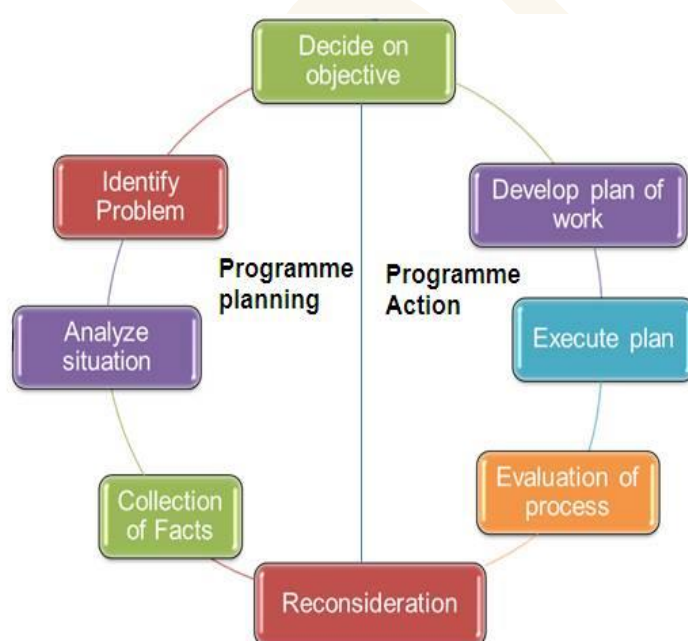 Decide on
objective
Identify
Problem
Develop plan of
work
Programme
planning
Programme
Action
Analyze
situation
Execute plan
Collection
of Facts
Evaluation of
process
Reconsideration